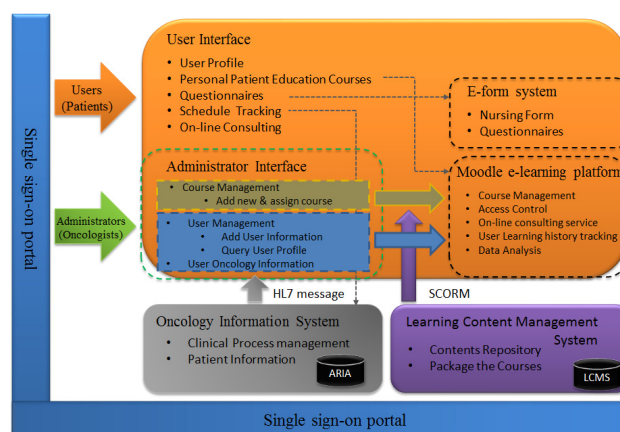 User Interface
• User Profile
• Personal Patient Education Courses
• Questionnaires
• Schedule Tracking
• On-line Consulting
Users
(Patients)
E-form system
• Nursing Form
• Questionnaires
Single sign-on portal
Administrator Interface
• Course Management
• Add new & assign course
• User Management
• Add User Information
• Query User Profile
• User Oncology Information
Administrators
(Oncologists)
Moodle e-learning platform
• Course Management
• Access Control
• On-line consulting service
• User Learning history tracking
• Data Analysis
HL7 message
SCORM
Oncology Information System
• Clinical Process management
• Patient Information
ARIA
Learning Content Management
System
• Contents Repository
• Package the Courses
LCMS
Single sign-on portal